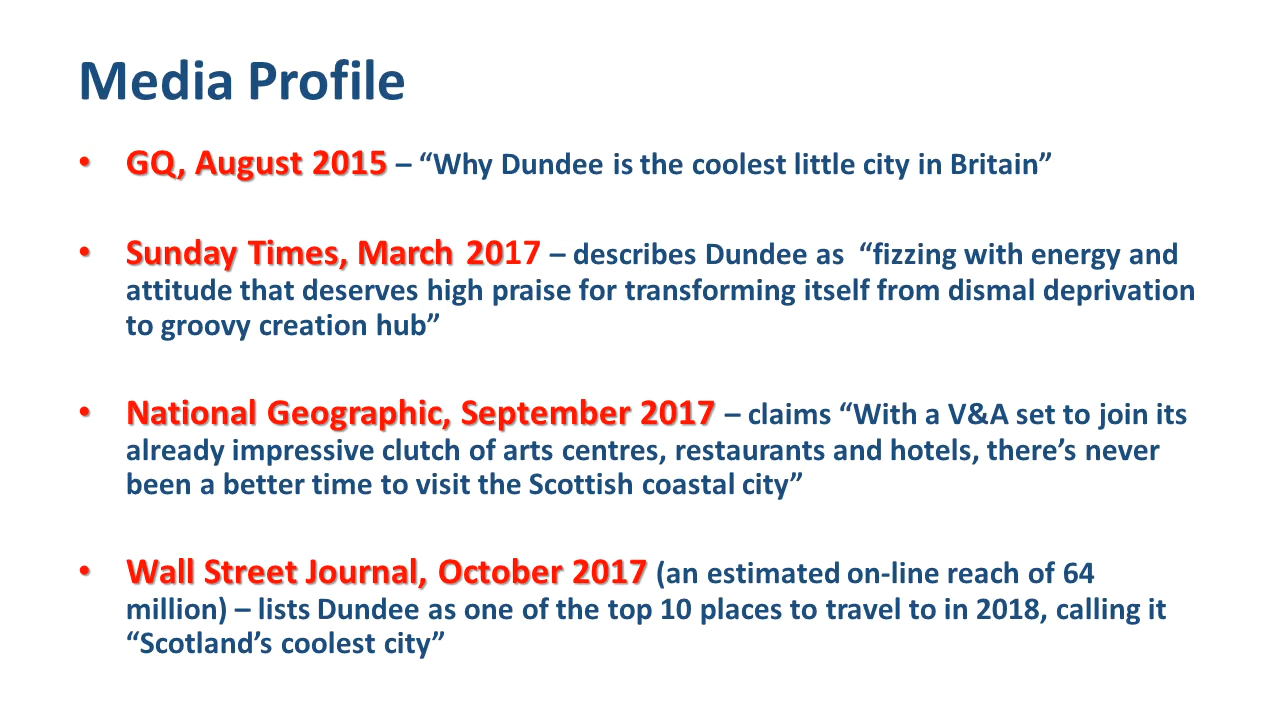 Media Profile
• GQ, August 2015 – “Why Dundee is the coolest little city in Britain”
• Sunday Times, March 2017 – describes Dundee as “fizzing with energy and
attitude that deserves high praise for transforming itself from dismal deprivation
to groovy creation hub”
• National Geographic, September 2017 – claims “With a V&A set to join its
already impressive clutch of arts centres, restaurants and hotels, there’s never
been a better time to visit the Scottish coastal city”
• Wall Street Journal, October 2017 (an estimated on-line reach of 64
million) – lists Dundee as one of the top 10 places to travel to in 2018, calling it
“Scotland’s coolest city”